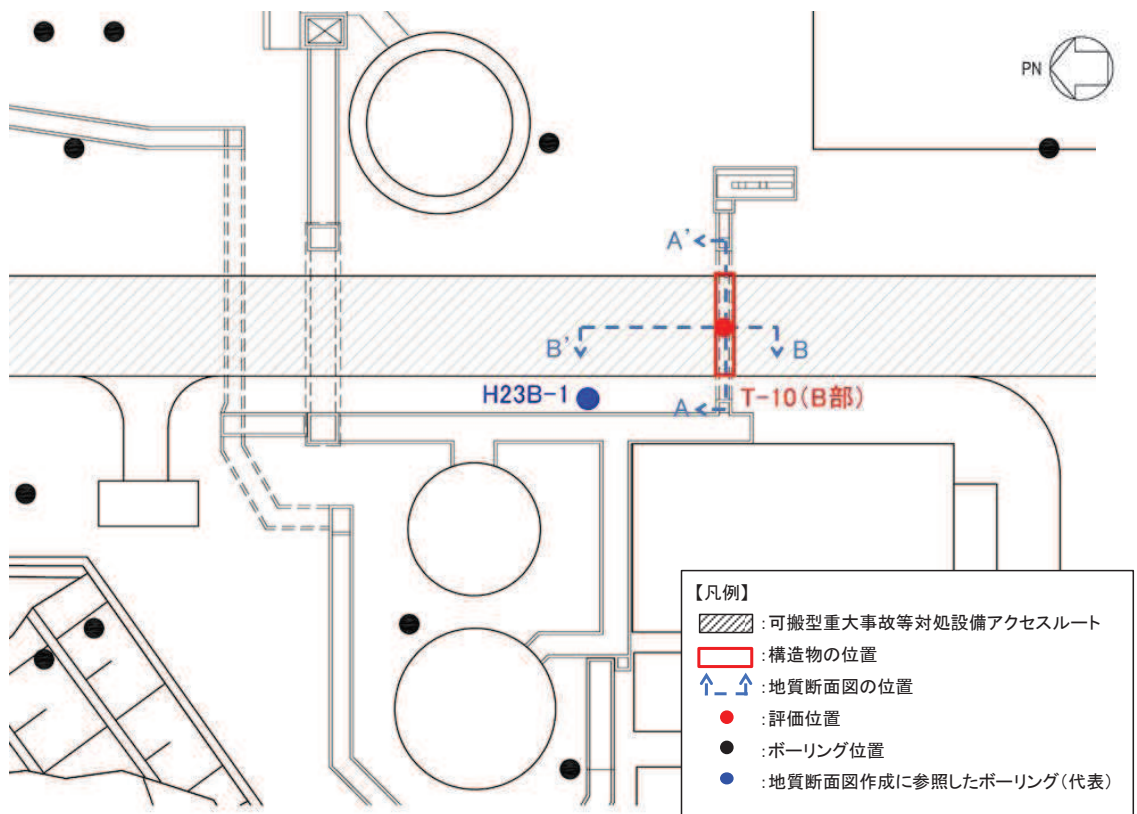 PN
A'
B'
B
H23B-1
A
T-10(B部)
【凡例】
:可搬型重大事故等対処設備アクセスルート
:構造物の位置
:地質断面図の位置
:評価位置
:ボーリング位置
:地質断面図作成に参照したボーリング(代表)